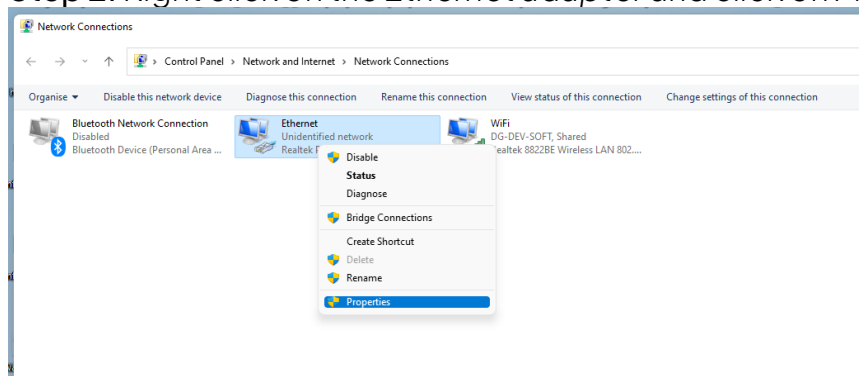 Network Connections
Control Panel > Network and Internet > Network Connections
Organise Disable this network device Diagnose this connection Rename this connection View status of this connection Change settings of this connection
Bluetooth Network Connection
Disabled
Bluetooth Device (Personal Area ...
Ethernet
Unidentified network
Realtek
WiFi
DG-DEV-SOFT, Shared
Realtek 8822BE Wireless LAN 802....
Disable
Status
Diagnose
Bridge Connections
Create Shortcut
Delete
Rename
Properties